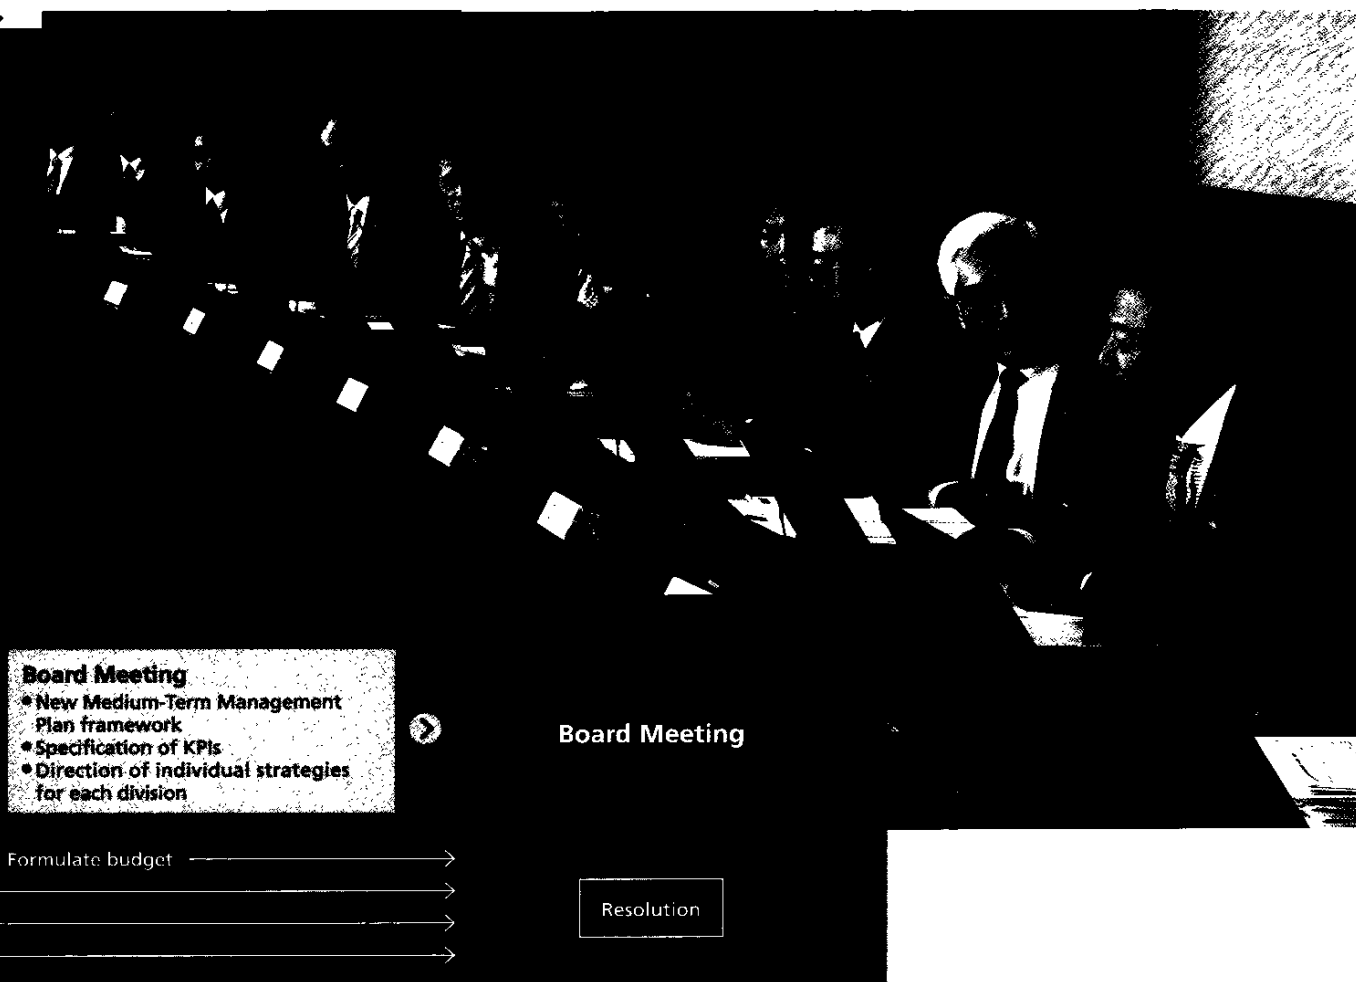 Board Meeting
• New Medium-Term Management
Plan framework
• Specification of KPIs
• Direction of individual strategies
for each division
Board Meeting
Formulate budget
Resolution